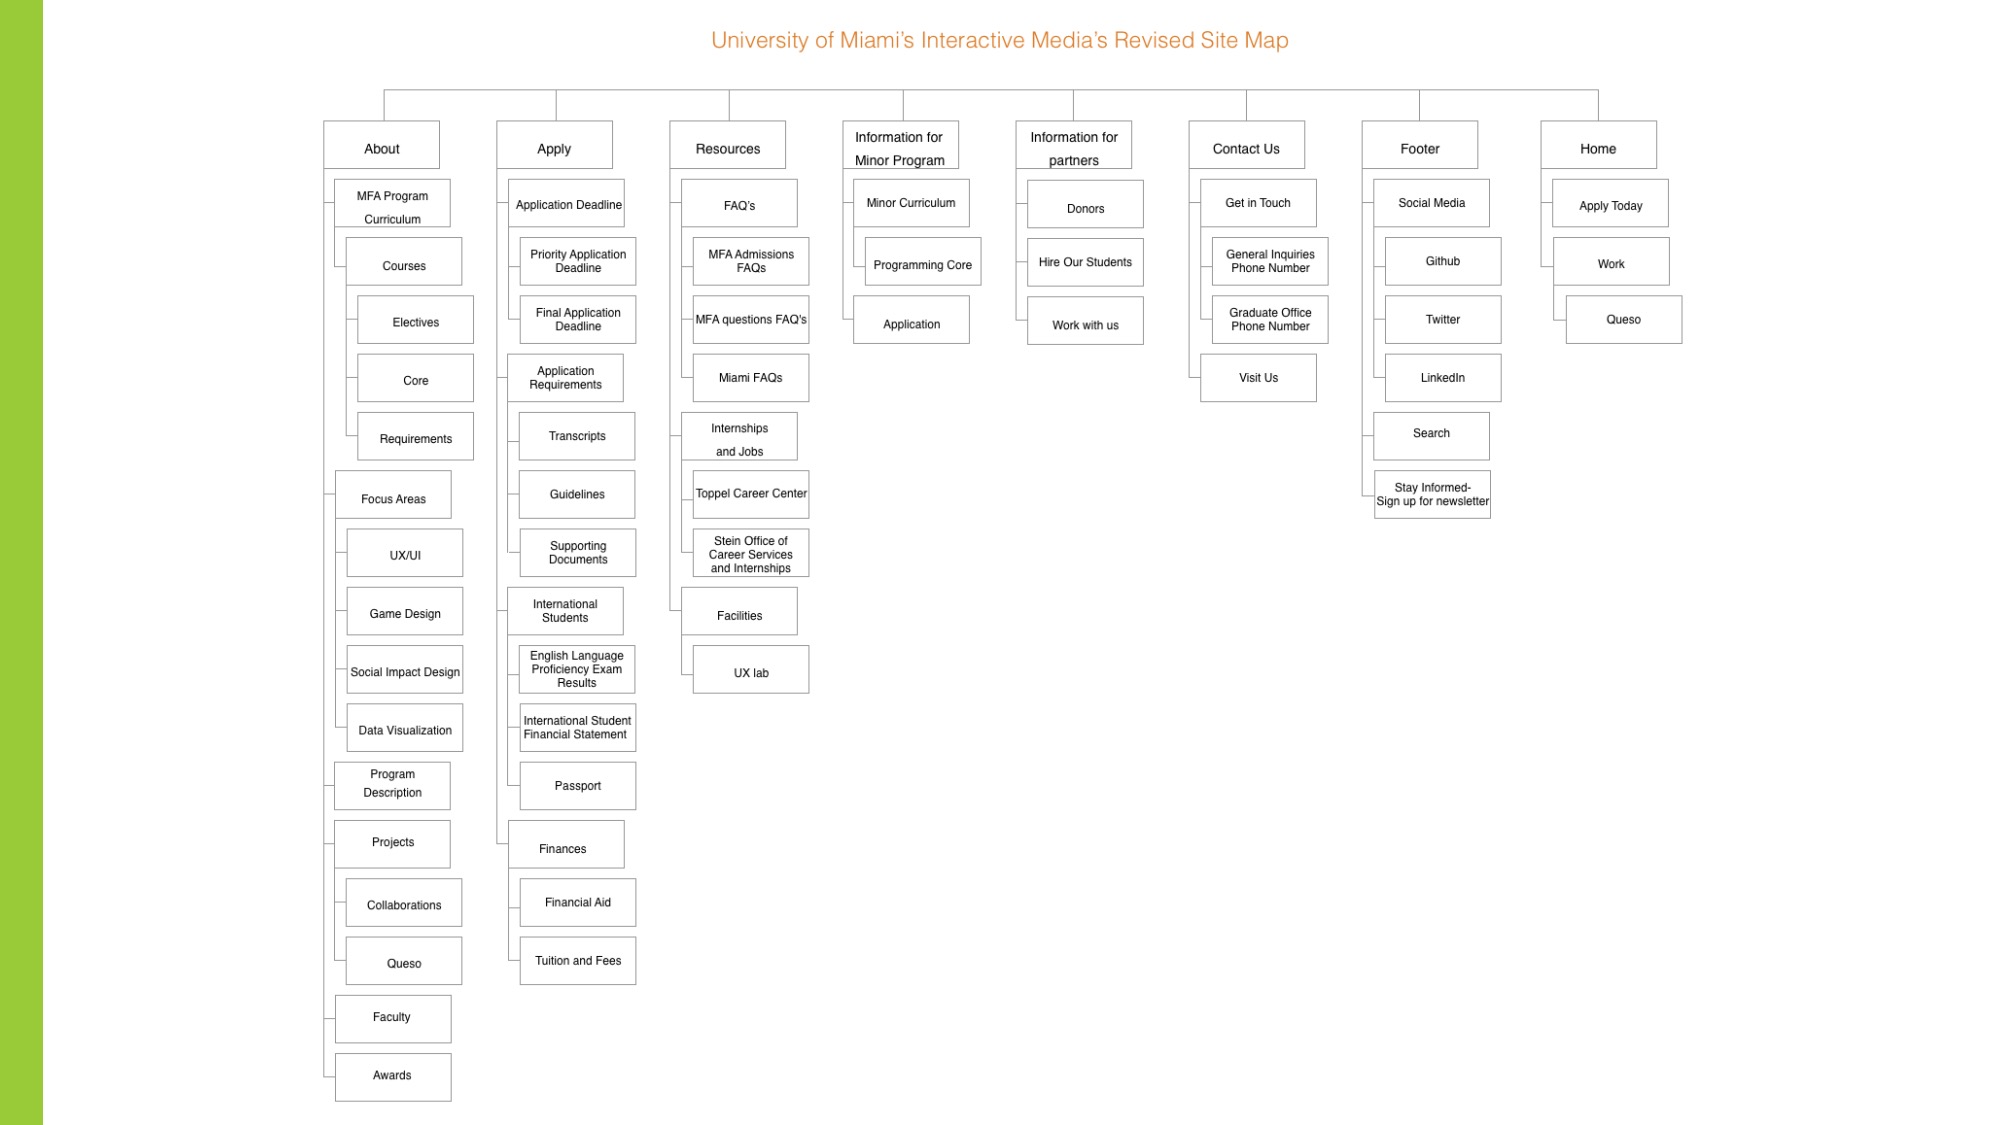 University of Miami’s Interactive Media’s Revised Site Map
About
MFA Program
Curriculum
Courses
Electives
Core
Requirements
Focus Areas
UX/UI
Game Design
Social Impact Design
Data Visualization
Program
Description
Projects
Collaborations
Queso
Faculty
Awards
Apply
Application Deadline
Priority Application
Deadline
Final Application
Deadline
Application
Requirements
Transcripts
Guidelines
Supporting
Documents
International
Students
English Language
Proficiency Exam
Results
International Student
Financial Statement
Passport
Finances
Financial Aid
Tuition and Fees
Resources
FAQ’s
MFA Admissions
FAQs
MFA questions FAQ’s
Miami FAQs
Internships
and Jobs
Toppel Career Center
Stein Office of
Career Services
and Internships
Facilities
UX lab
Information for
Minor Program
Minor Curriculum
Programming Core
Application
Information for
partners
Donors
Hire Our Students
Work with us
Contact Us
Get in Touch
General Inquiries
Phone Number
Graduate Office
Phone Number
Visit Us
Footer
Social Media
Github
Twitter
LinkedIn
Search
Stay Informed-
Sign up for newsletter
Home
Apply Today
Work
Queso